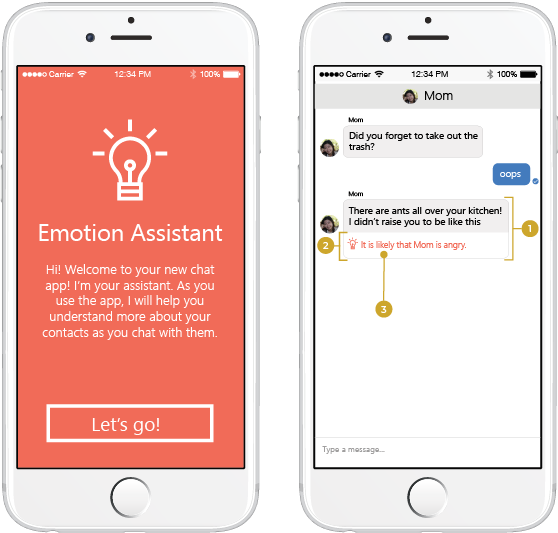 Carrier 12:34 PM 100%
Emotion Assistant
Hi! Welcome to your new chat
app! I'm your assistant. As you
use the app, I will help you
understand more about your
contacts as you chat with them.
Let's go!
Carrier 12:34 PM 100%
Mom
Mom
Did you forget to take out the
trash?
oops
Mom
There are ants all over your kitchen!
I didn't raise you to be like this
1
2
It is likely that Mom is angry.
3
Type a message...